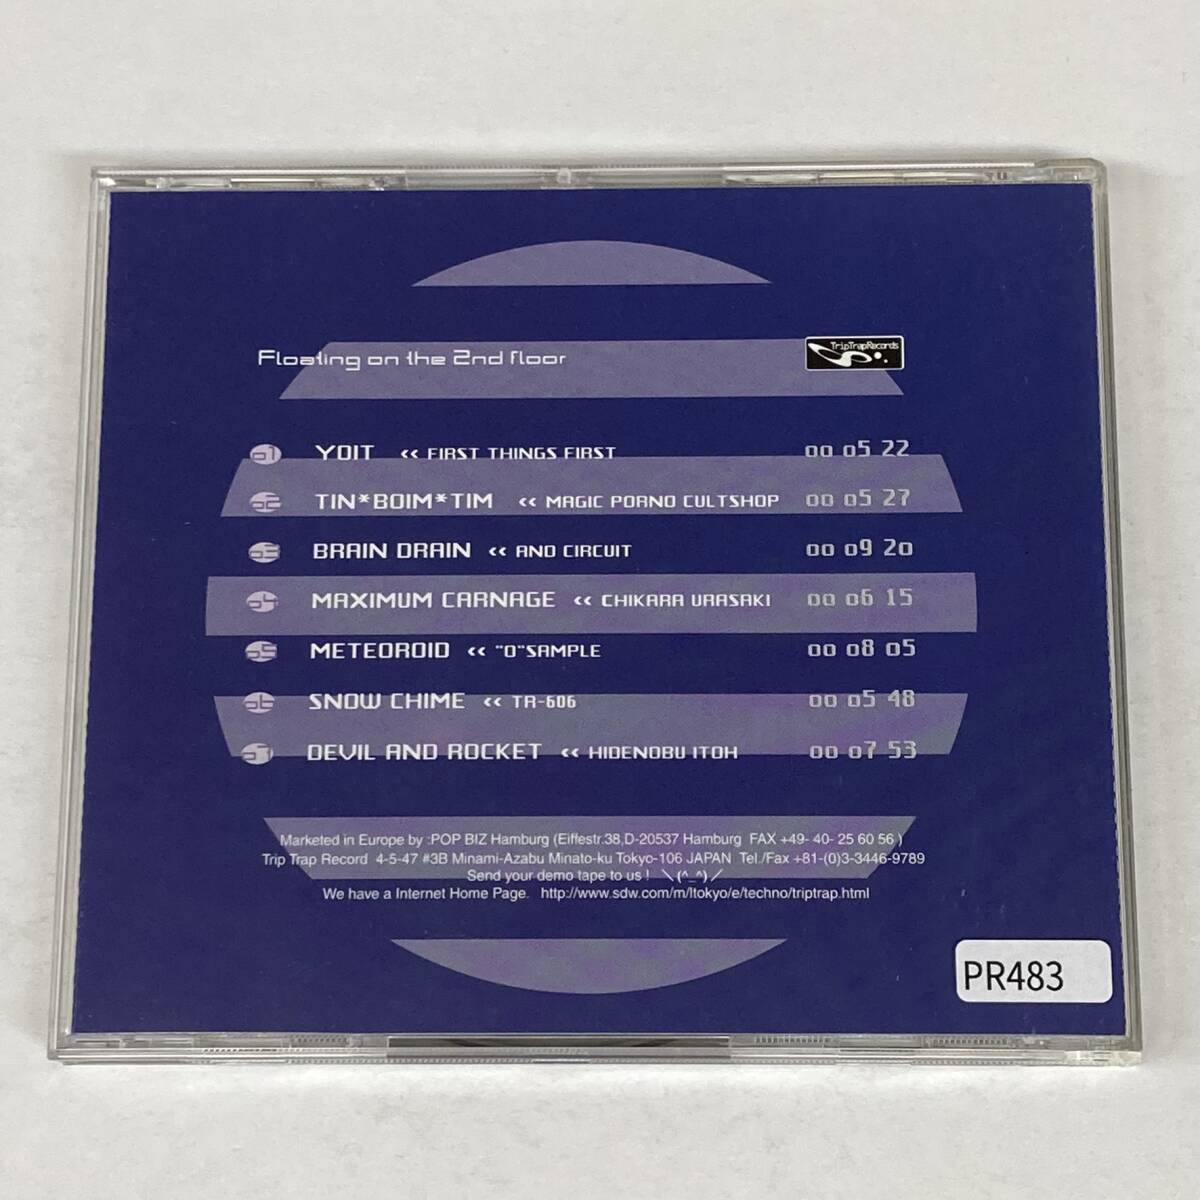 Floating on the 2nd floor
TripTrapRecords
01 YOIT << FIRST THINGS FIRST 00 05 22
02 TIN*BOIM*TIM << MAGIC PORNO CULTSHOP 00 05 27
03 BRAIN DRAIN << AND CIRCUIT 00 09 20
04 MAXIMUM CARNAGE << CHIKARA URASAKI 00 06 15
05 METEOROID << "O"SAMPLE 00 08 05
06 SNOW CHIME << TR-606 00 05 48
07 DEVIL AND ROCKET << HIDENOBU ITOH 00 07 53
Marketed in Europe by :POP BIZ Hamburg (Eiffestr.38,D-20537 Hamburg FAX +49- 40- 25 60 56 )
Trip Trap Record 4-5-47 #3B Minami-Azabu Minato-ku Tokyo-106 JAPAN Tel./Fax +81-(0)3-3446-9789
Send your demo tape to us ! ＼(^_^)／
We have a Internet Home Page. http://www.sdw.com/m/ltokyo/e/techno/triptrap.html
PR483